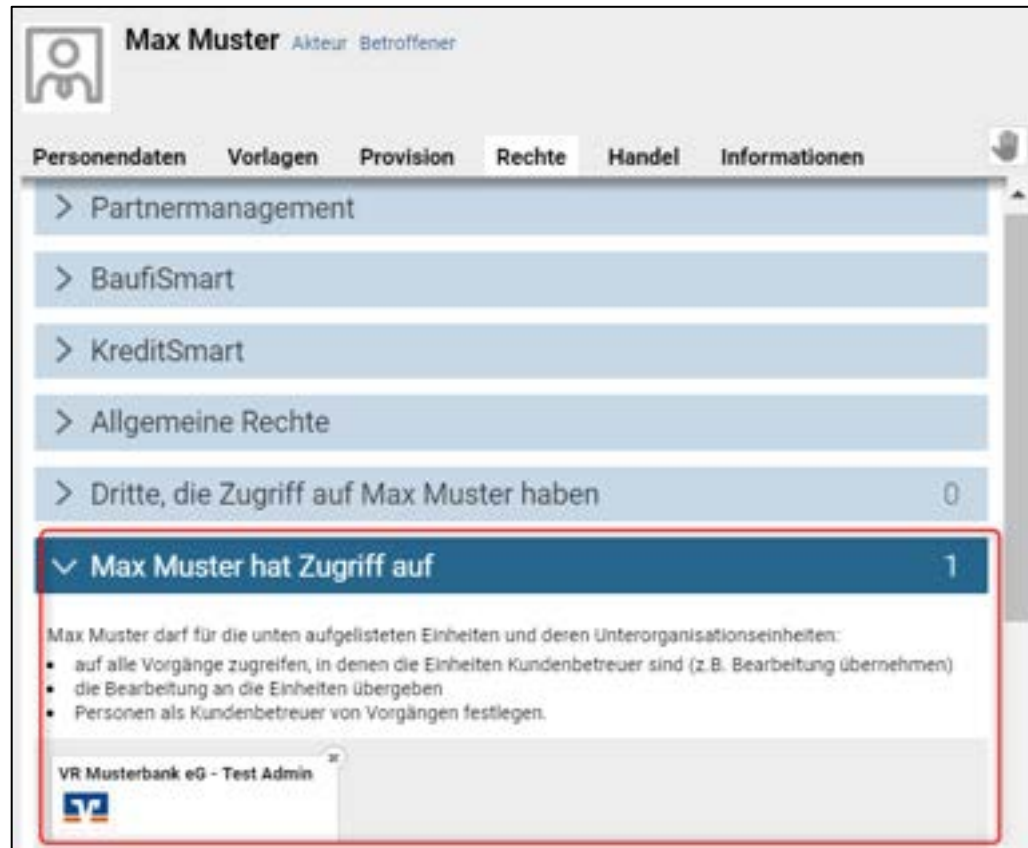 Max Muster Akteur Betroffener
Personendaten Vorlagen Provision Rechte Handel Informationen
Partnermanagement
BaufiSmart
KreditSmart
Allgemeine Rechte
Dritte, die Zugriff auf Max Muster haben 0
Max Muster hat Zugriff auf 1
Max Muster darf für die unten aufgelisteten Einheiten und deren Unterorganisationseinheiten:
• auf alle Vorgänge zugreifen, in denen die Einheiten Kundenbetreuer sind (z.B. Bearbeitung übernehmen)
• die Bearbeitung an die Einheiten übergeben
• Personen als Kundenbetreuer von Vorgängen festlegen.
VR Musterbank eG - Test Admin